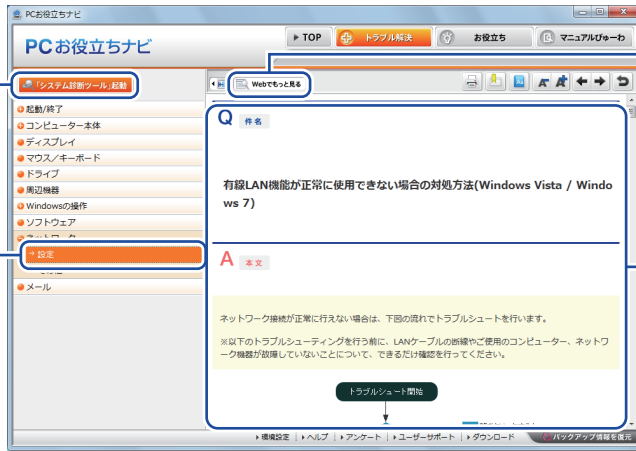 PCお役立ちナビ
PCお役立ちナビ
TOP
トラブル解決
お役立ち
マニュアルびゅーわ
「システム診断ツール」起動
Webでもっと見る
起動/終了
コンピューター本体
ディスプレイ
マウス/キーボード
ドライブ
周辺機器
Windowsの操作
ソフトウェア
ネットワーク
設定
メール
Q 件名
有線LAN機能が正常に使用できない場合の対処方法(Windows Vista / Windo
ws 7)
A 本文
ネットワーク接続が正常に行えない場合は、下図の流れでトラブルシュートを行います。
※以下のトラブルシューティングを行う前に、LANケーブルの断線やご使用のコンピューター、ネットワ
ーク機器が故障していないことについて、できるだけ確認を行ってください。
トラブルシュート開始
環境設定 ヘルプ アンケート ユーザーサポート ダウンロード バックアップ情報を復元